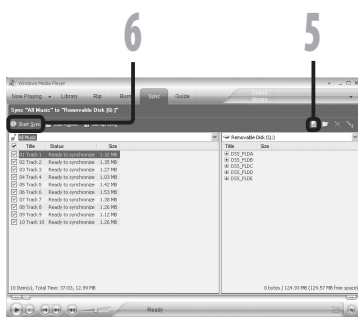 6 5
Windows Media Player
Now Playing Library Rip Burn Sync Guide
Sync "All Music" to "Removable Disk (Q:)"
Start Sync
All Music
Removable Disk (Q:)
Title Status Size
Title Size
01 Track 1 Ready to synchronize 1.32 MB
02 Track 2 Ready to synchronize 1.35 MB
03 Track 3 Ready to synchronize 1.27 MB
04 Track 4 Ready to synchronize 1.03 MB
05 Track 5 Ready to synchronize 1.42 MB
06 Track 6 Ready to synchronize 1.53 MB
07 Track 7 Ready to synchronize 1.38 MB
08 Track 8 Ready to synchronize 1.26 MB
09 Track 9 Ready to synchronize 1.12 MB
10 Track 10 Ready to synchronize 1.26 MB
DSS_FLDA
DSS_FLDB
DSS_FLDC
DSS_FLDD
DSS_FLDE
10 Item(s), Total Time: 37:03, 12.99 MB
0 bytes / 124.93 MB (124.57 MB free space)
Ready